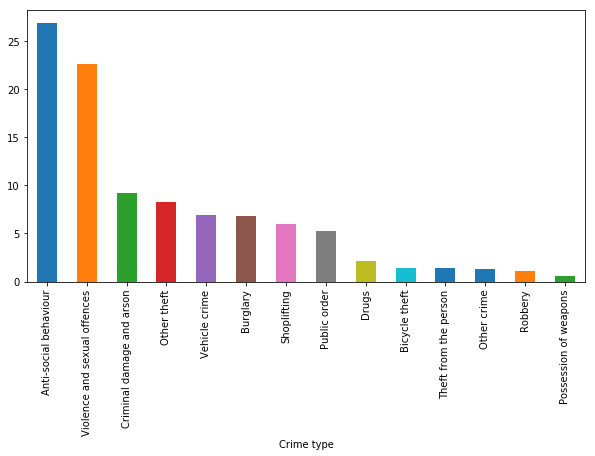 25
20
15
10
5
0
Anti-social behaviour
Violence and sexual offences
Criminal damage and arson
Other theft
Vehicle crime
Burglary
Shoplifting
Public order
Drugs
Bicycle theft
Theft from the person
Other crime
Robbery
Possession of weapons
Crime type